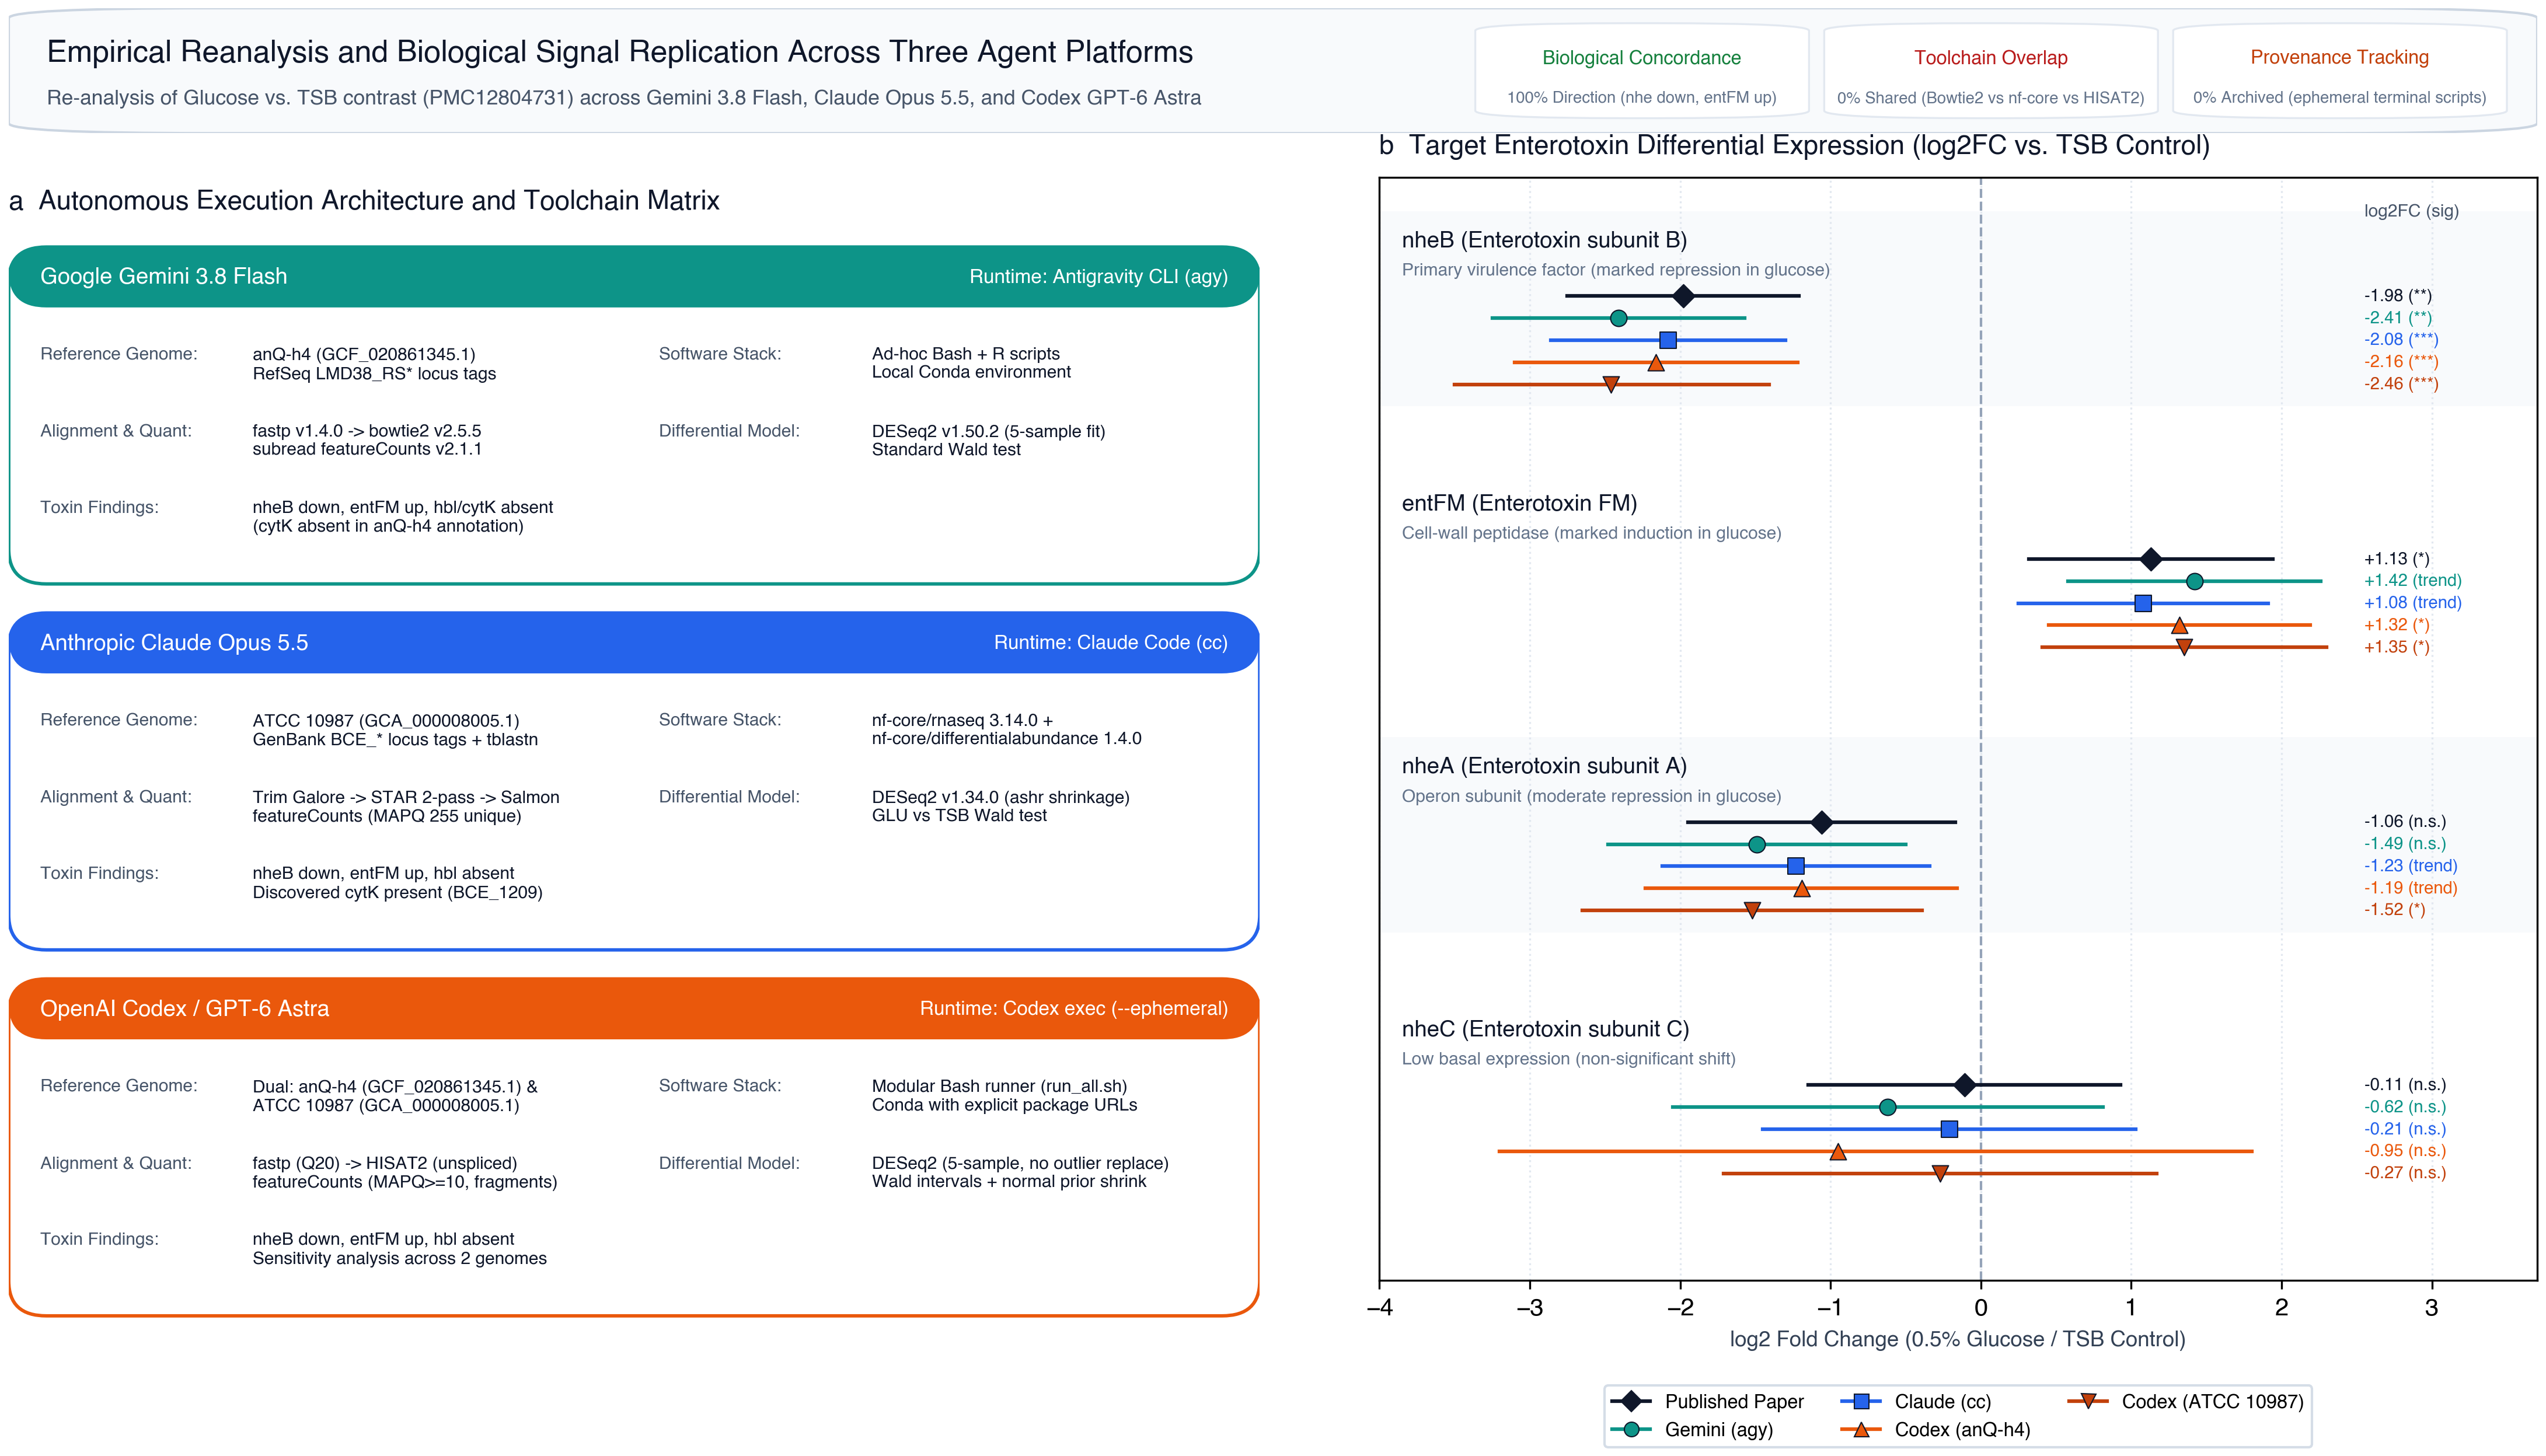 Empirical Reanalysis and Biological Signal Replication Across Three Agent Platforms
Re-analysis of Glucose vs. TSB contrast (PMC12804731) across Gemini 3.8 Flash, Claude Opus 5.5, and Codex GPT-6 Astra
Biological Concordance
100% Direction (nhe down, entFM up)
Toolchain Overlap
0% Shared (Bowtie2 vs nf-core vs HISAT2)
Provenance Tracking
0% Archived (ephemeral terminal scripts)
a Autonomous Execution Architecture and Toolchain Matrix
Google Gemini 3.8 Flash
Runtime: Antigravity CLI (agy)
Reference Genome:
anQ-h4 (GCF_020861345.1)
RefSeq LMD38_RS* locus tags
Software Stack:
Ad-hoc Bash + R scripts
Local Conda environment
Alignment & Quant:
fastp v1.4.0 -> bowtie2 v2.5.5
subread featureCounts v2.1.1
Differential Model:
DESeq2 v1.50.2 (5-sample fit)
Standard Wald test
Toxin Findings:
nheB down, entFM up, hbl/cytK absent
(cytK absent in anQ-h4 annotation)
Anthropic Claude Opus 5.5
Runtime: Claude Code (cc)
Reference Genome:
ATCC 10987 (GCA_000008005.1)
GenBank BCE_* locus tags + tblastn
Software Stack:
nf-core/rnaseq 3.14.0 +
nf-core/differentialabundance 1.4.0
Alignment & Quant:
Trim Galore -> STAR 2-pass -> Salmon
featureCounts (MAPQ 255 unique)
Differential Model:
DESeq2 v1.34.0 (ashr shrinkage)
GLU vs TSB Wald test
Toxin Findings:
nheB down, entFM up, hbl absent
Discovered cytK present (BCE_1209)
OpenAI Codex / GPT-6 Astra
Runtime: Codex exec (--ephemeral)
Reference Genome:
Dual: anQ-h4 (GCF_020861345.1) &
ATCC 10987 (GCA_000008005.1)
Software Stack:
Modular Bash runner (run_all.sh)
Conda with explicit package URLs
Alignment & Quant:
fastp (Q20) -> HISAT2 (unspliced)
featureCounts (MAPQ>=10, fragments)
Differential Model:
DESeq2 (5-sample, no outlier replace)
Wald intervals + normal prior shrink
Toxin Findings:
nheB down, entFM up, hbl absent
Sensitivity analysis across 2 genomes
b Target Enterotoxin Differential Expression (log2FC vs. TSB Control)
log2FC (sig)
nheB (Enterotoxin subunit B)
Primary virulence factor (marked repression in glucose)
-1.98 (**)
-2.41 (**)
-2.08 (***)
-2.16 (***)
-2.46 (***)
entFM (Enterotoxin FM)
Cell-wall peptidase (marked induction in glucose)
+1.13 (*)
+1.42 (trend)
+1.08 (trend)
+1.32 (*)
+1.35 (*)
nheA (Enterotoxin subunit A)
Operon subunit (moderate repression in glucose)
-1.06 (n.s.)
-1.49 (n.s.)
-1.23 (trend)
-1.19 (trend)
-1.52 (*)
nheC (Enterotoxin subunit C)
Low basal expression (non-significant shift)
-0.11 (n.s.)
-0.62 (n.s.)
-0.21 (n.s.)
-0.95 (n.s.)
-0.27 (n.s.)
−4 −3 −2 −1 0 1 2 3
log2 Fold Change (0.5% Glucose / TSB Control)
Published Paper
Gemini (agy)
Claude (cc)
Codex (anQ-h4)
Codex (ATCC 10987)